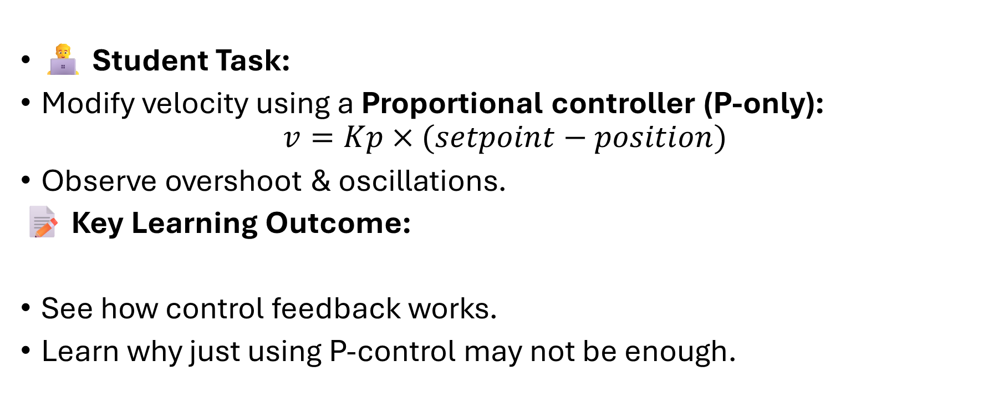 • 🧑‍💻 Student Task:
• Modify velocity using a Proportional controller (P-only):
v = Kp × (setpoint − position)
• Observe overshoot & oscillations.
📝 Key Learning Outcome:
• See how control feedback works.
• Learn why just using P-control may not be enough.